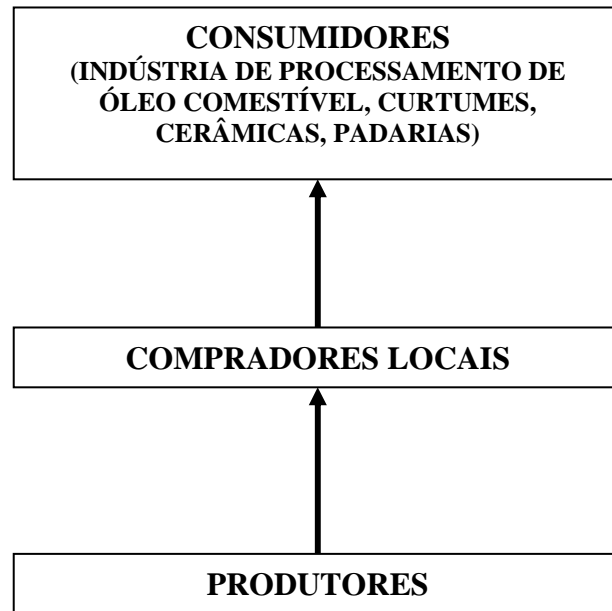 CONSUMIDORES
(INDÚSTRIA DE PROCESSAMENTO DE
ÓLEO COMESTÍVEL, CURTUMES,
CERÂMICAS, PADARIAS)
COMPRADORES LOCAIS
PRODUTORES